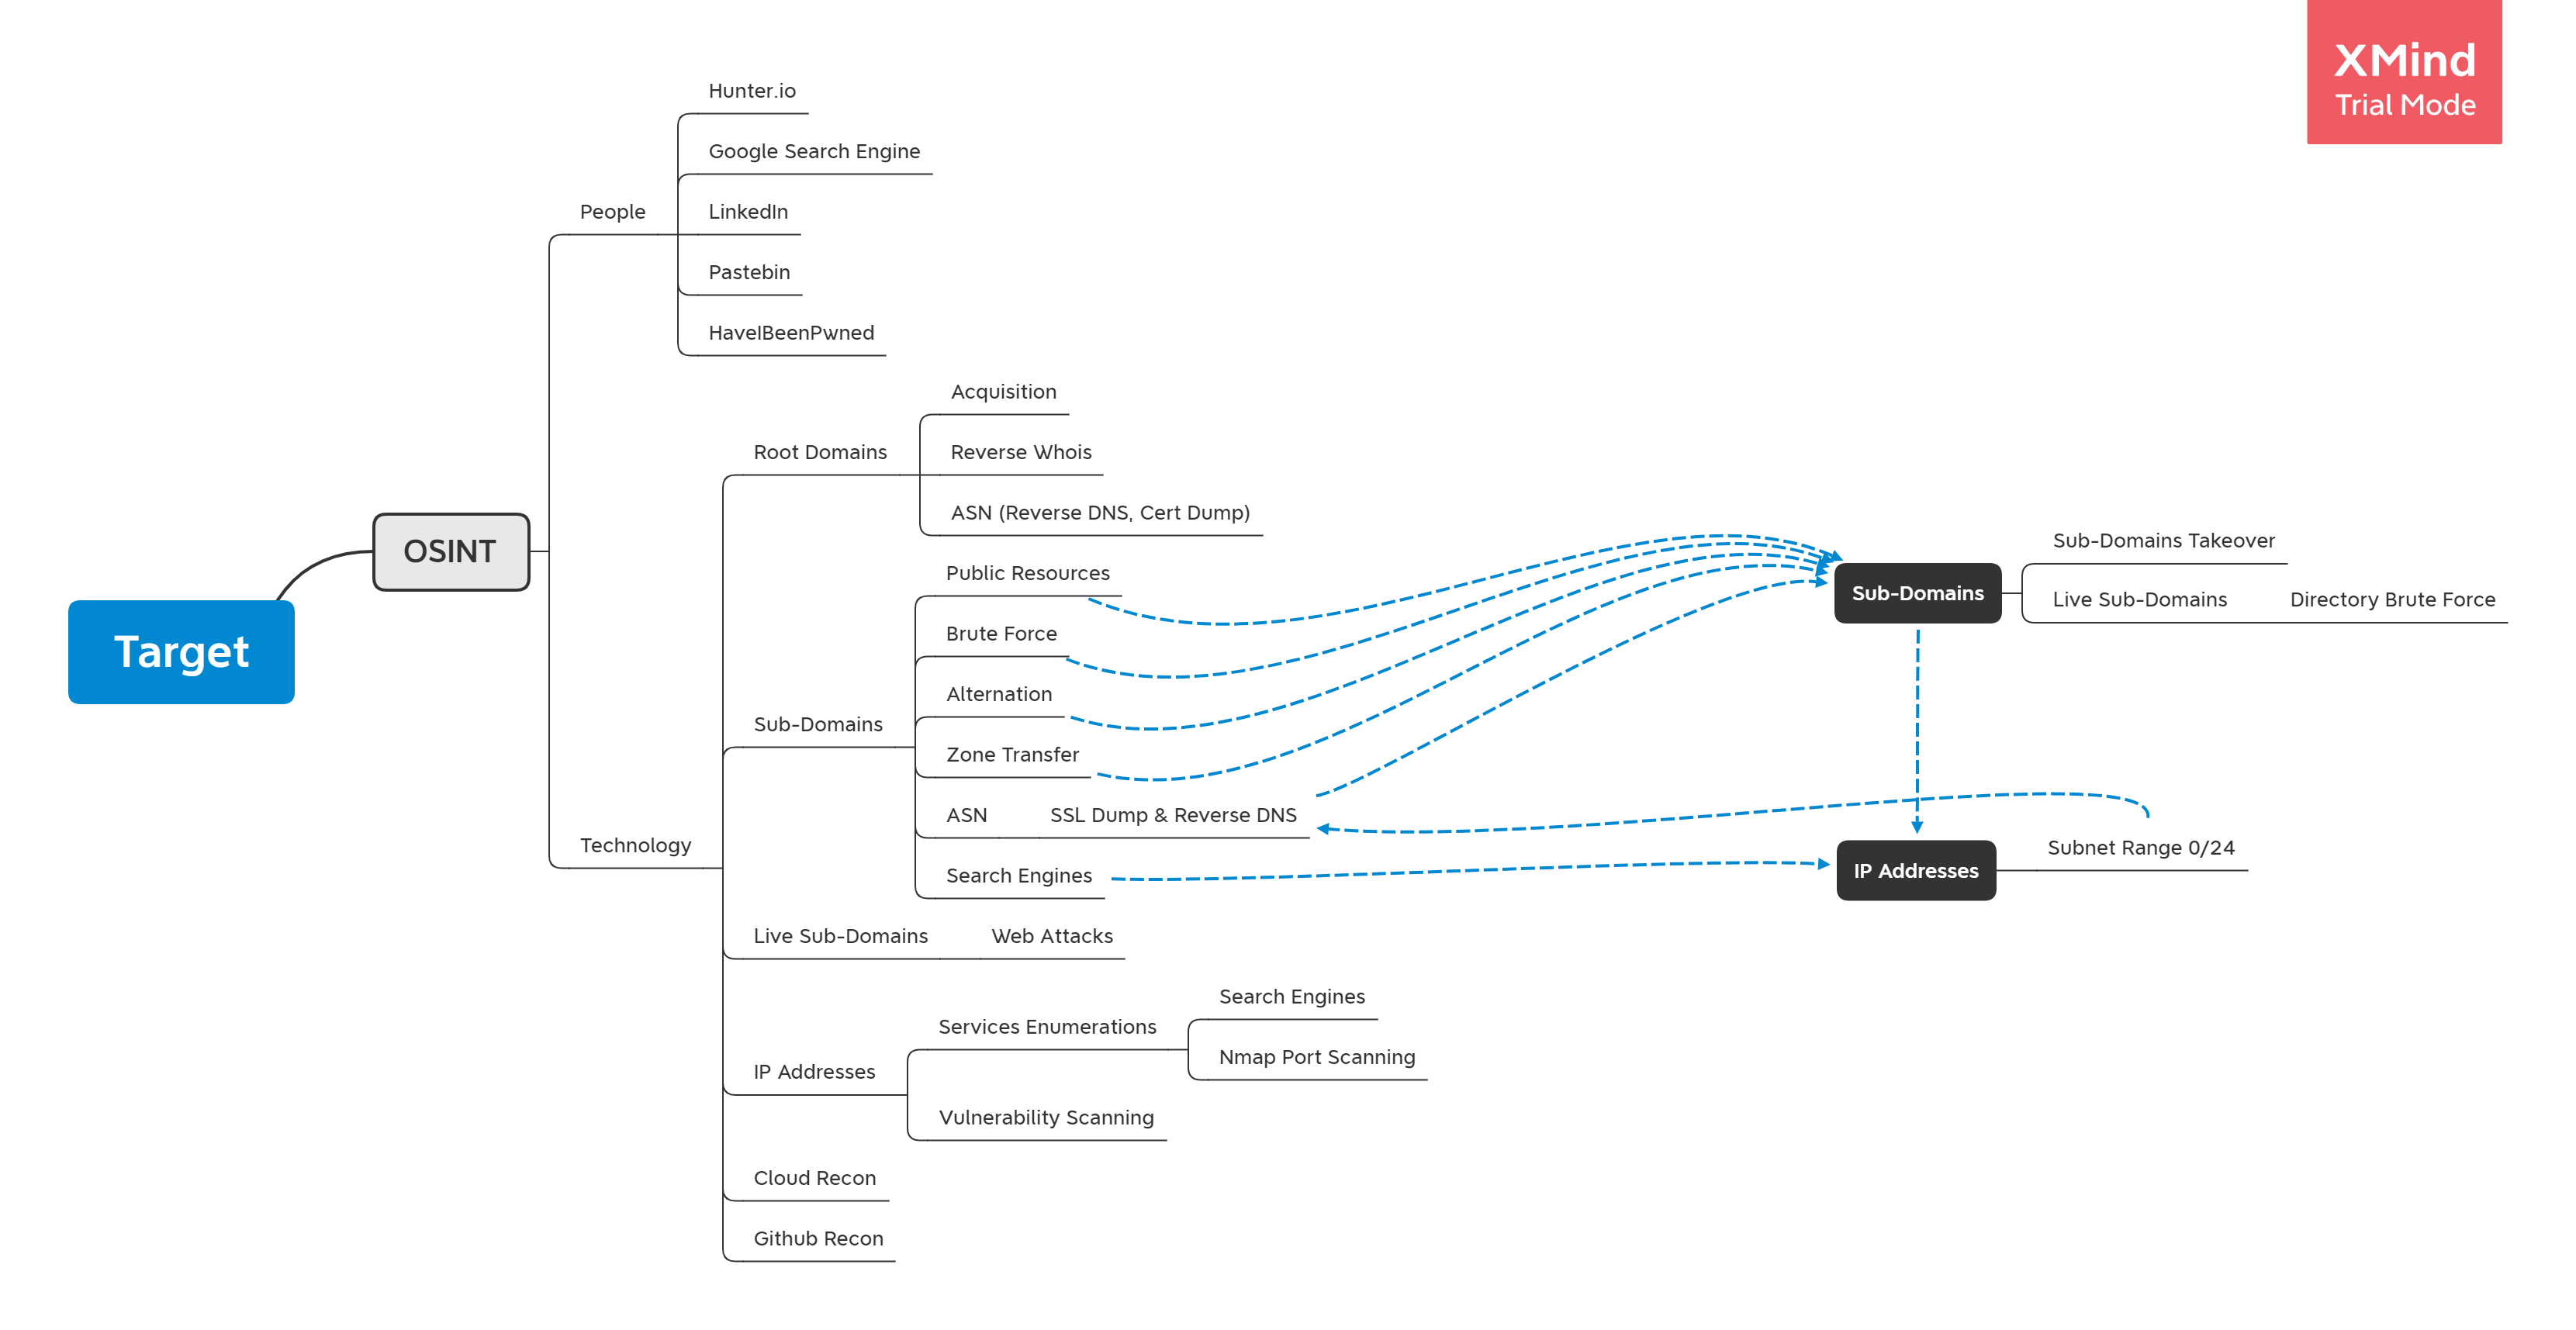 XMind
Trial Mode
Hunter.io
Google Search Engine
People
LinkedIn
Pastebin
HaveIBeenPwned
Acquisition
Root Domains
Reverse Whois
ASN (Reverse DNS, Cert Dump)
OSINT
Target
Public Resources
Brute Force
Alternation
Sub-Domains
Zone Transfer
ASN
SSL Dump & Reverse DNS
Search Engines
Technology
Live Sub-Domains
Web Attacks
Search Engines
Services Enumerations
Nmap Port Scanning
IP Addresses
Vulnerability Scanning
Cloud Recon
Github Recon
Sub-Domains
Sub-Domains Takeover
Live Sub-Domains
Directory Brute Force
IP Addresses
Subnet Range 0/24